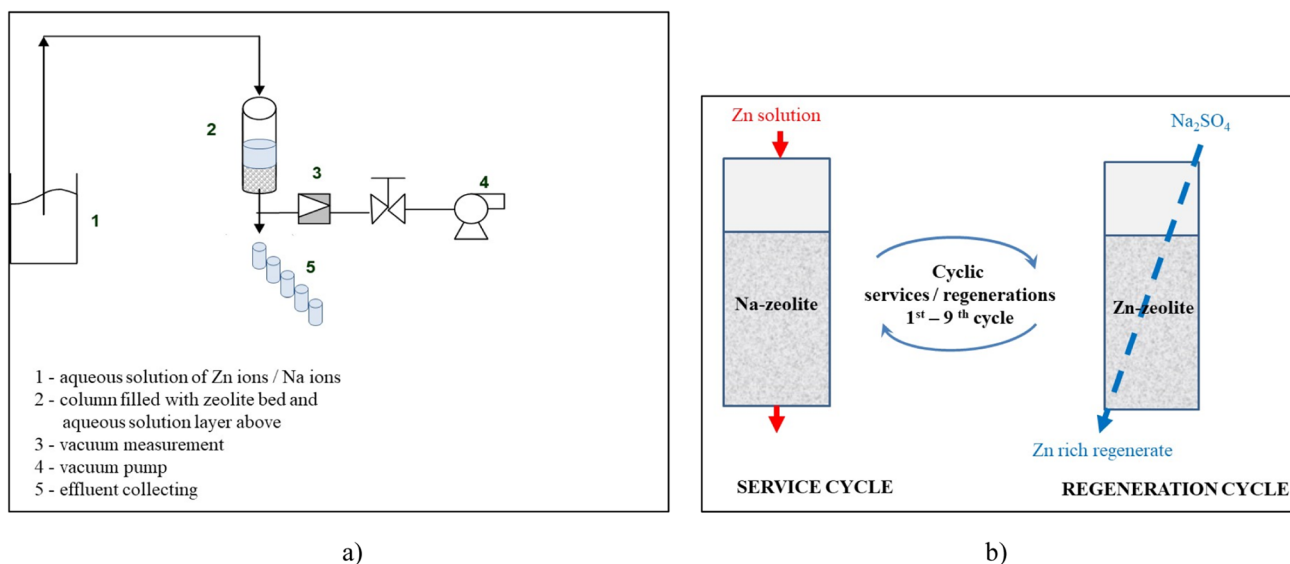 2
3
4
1
5
1 - aqueous solution of Zn ions / Na ions
2 - column filled with zeolite bed and
aqueous solution layer above
3 - vacuum measurement
4 - vacuum pump
5 - effluent collecting
a)
Zn solution
Na₂SO₄
Na-zeolite
Cyclic
services / regenerations
1ˢᵗ – 9 ᵗʰ cycle
Zn-zeolite
Zn rich regenerate
SERVICE CYCLE
REGENERATION CYCLE
b)